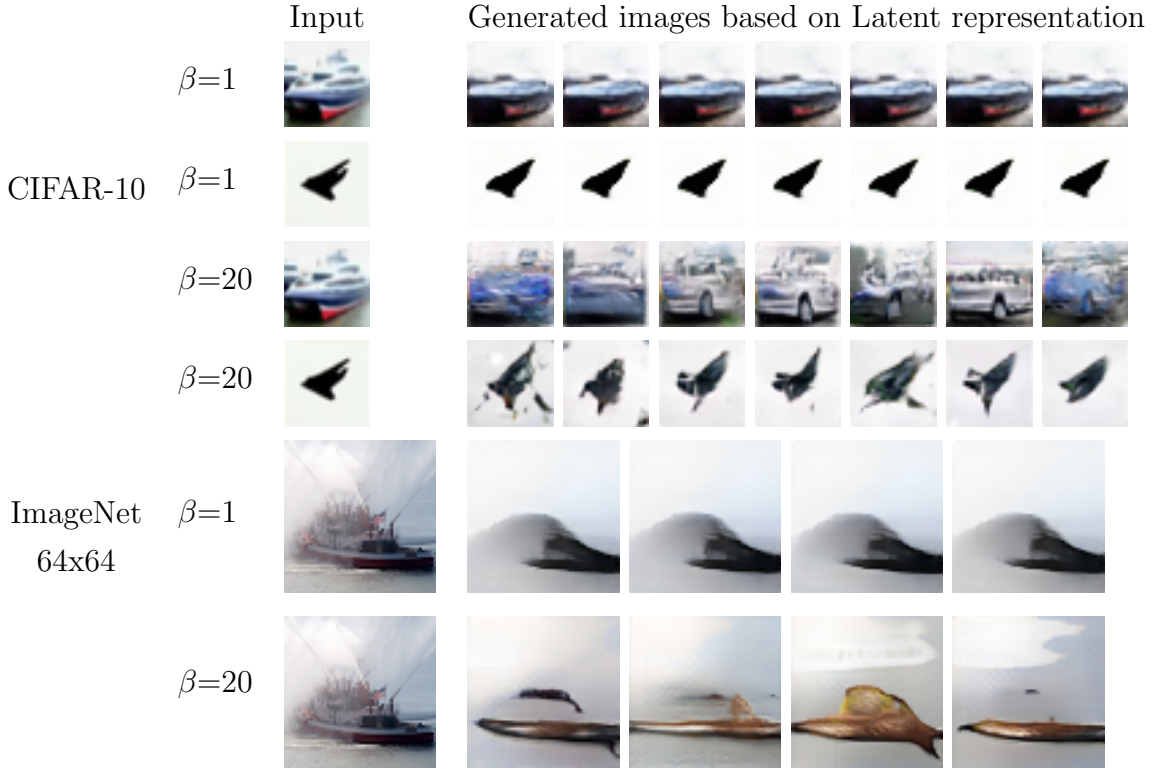 Input Generated images based on Latent representation
β=1
CIFAR-10 β=1
β=20
β=20
ImageNet β=1
64x64
β=20